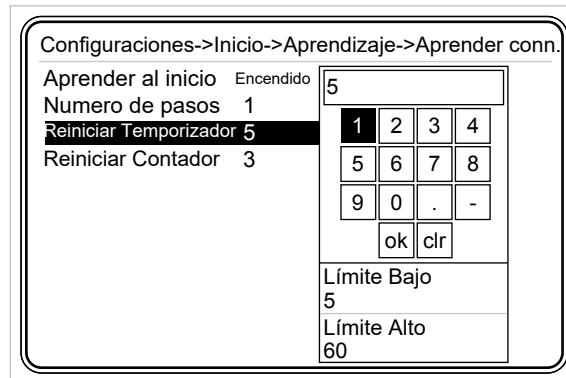 Configuraciones->Inicio->Aprendizaje->Aprender conn.
Aprender al inicio Encendido
Numero de pasos 1
Reiniciar Temporizador 5
Reiniciar Contador 3
5
1 2 3 4
5 6 7 8
9 0 . -
ok clr
Límite Bajo
5
Límite Alto
60